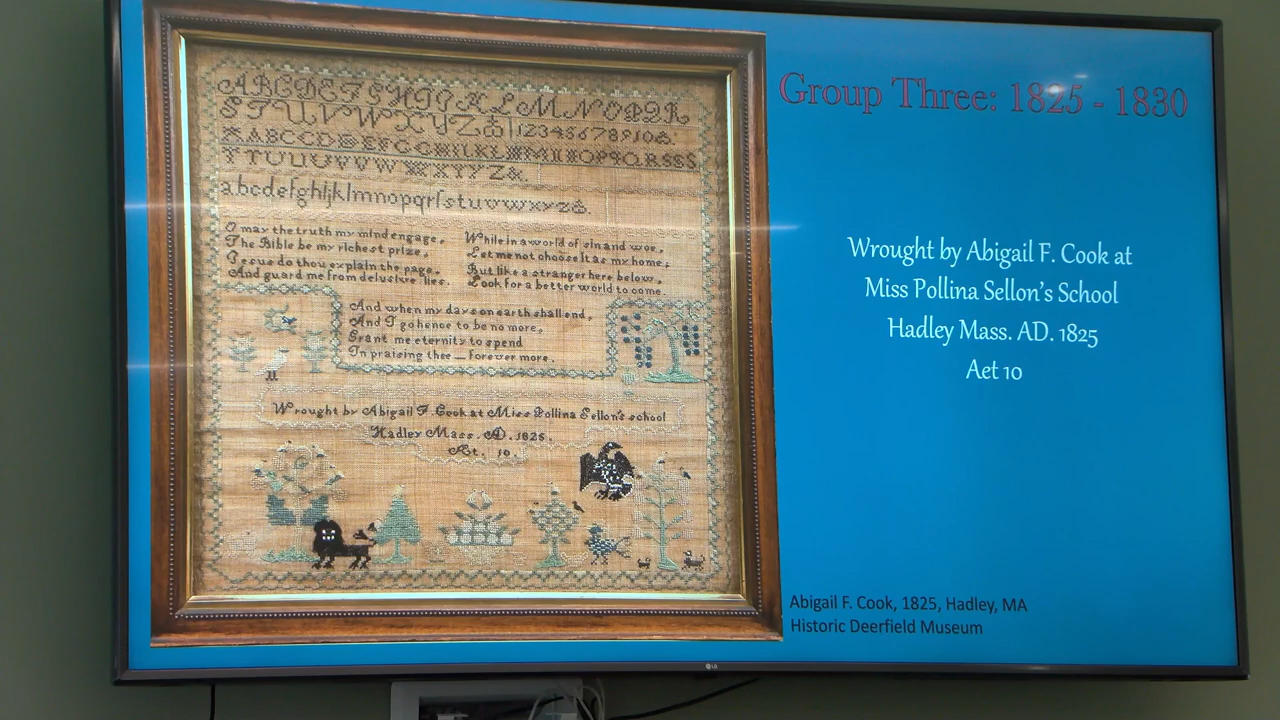 ABCDEFGHIJKLMNOPQR
STUVWXYZ& 1234567891０&
abcdefghijklmnopqrſstuvwxyz&.
O may the truth my mind engage,
The Bible be my richest prize,
Jesus do thou explain the page,
And guard me from delusive lies.
While in a world of sin and woe,
Let me not choose it as my home,
But like a stranger here below,
Look for a better world to come.
And when my days on earth shall end,
And I go hence to be no more,
Grant me eternity to spend
In praising thee — forever more.
Wrought by Abigail F. Cook at Miss Pollina Sellon's school
Hadley Mass. AD. 1825.
Æt. 10.
Group Three: 1825 - 1830
Wrought by Abigail F. Cook at
Miss Pollina Sellon's School
Hadley Mass. AD. 1825
Aet 10
Abigail F. Cook, 1825, Hadley, MA
Historic Deerfield Museum
LG